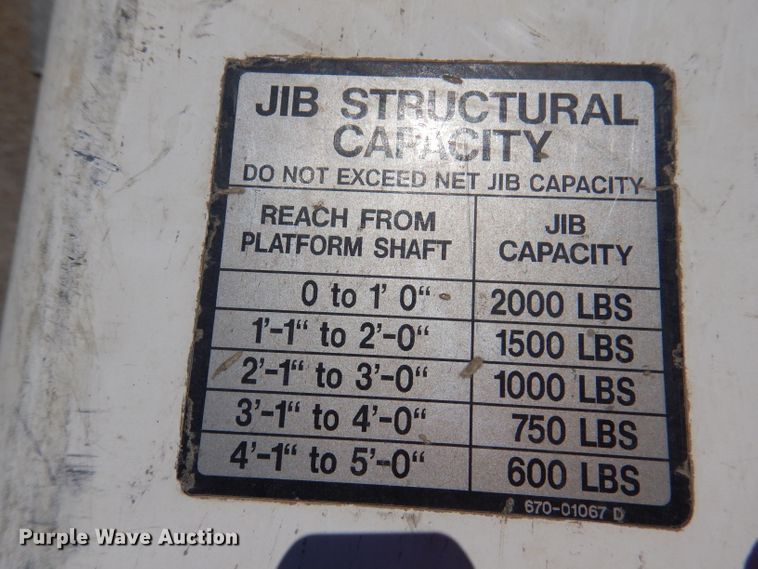 JIB STRUCTURAL
CAPACITY
DO NOT EXCEED NET JIB CAPACITY
REACH FROM
PLATFORM SHAFT
JIB
CAPACITY
0 to 1' 0" 2000 LBS
1'-1" to 2'-0" 1500 LBS
2'-1" to 3'-0" 1000 LBS
3'-1" to 4'-0" 750 LBS
4'-1" to 5'-0" 600 LBS
670-01067 D
Purple Wave Auction